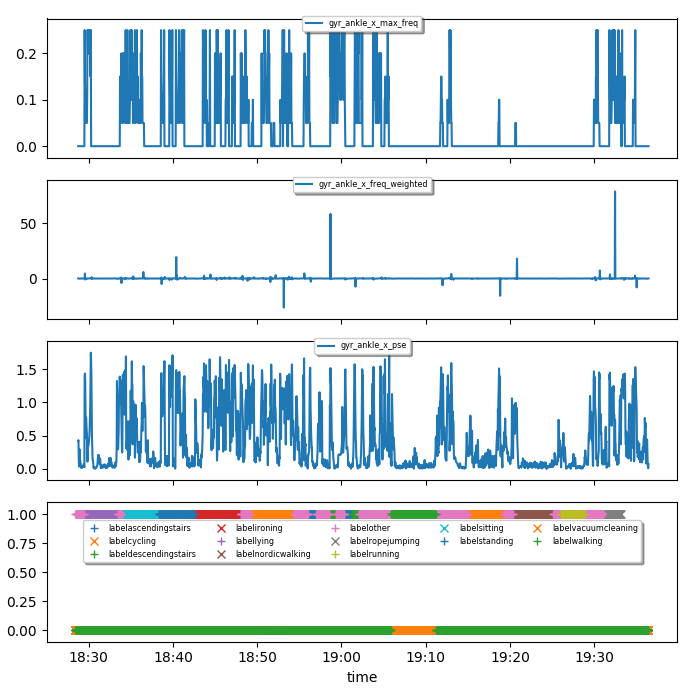 gyr_ankle_x_max_freq
0.2
0.1
0.0
gyr_ankle_x_freq_weighted
50
0
gyr_ankle_x_pse
1.5
1.0
0.5
0.0
1.00
0.75
0.50
0.25
0.00
labelascendingstairs labelironing labelother labelsitting labelvacuumcleaning
labelcycling labellying labelropejumping labelstanding labelwalking
labeldescendingstairs labelnordicwalking labelrunning
18:30 18:40 18:50 19:00 19:10 19:20 19:30
time